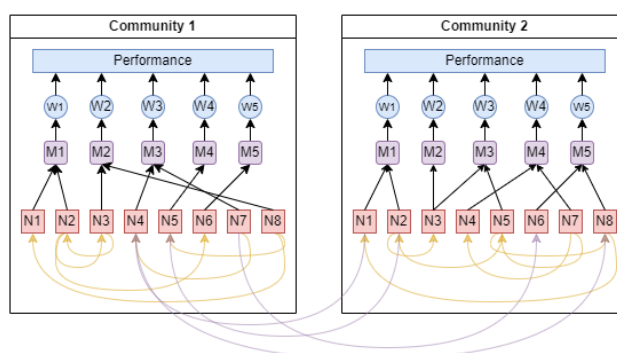 Community 1
Performance
W1 W2 W3 W4 W5
M1 M2 M3 M4 M5
N1 N2 N3 N4 N5 N6 N7 N8
Community 2
Performance
W1 W2 W3 W4 W5
M1 M2 M3 M4 M5
N1 N2 N3 N4 N5 N6 N7 N8